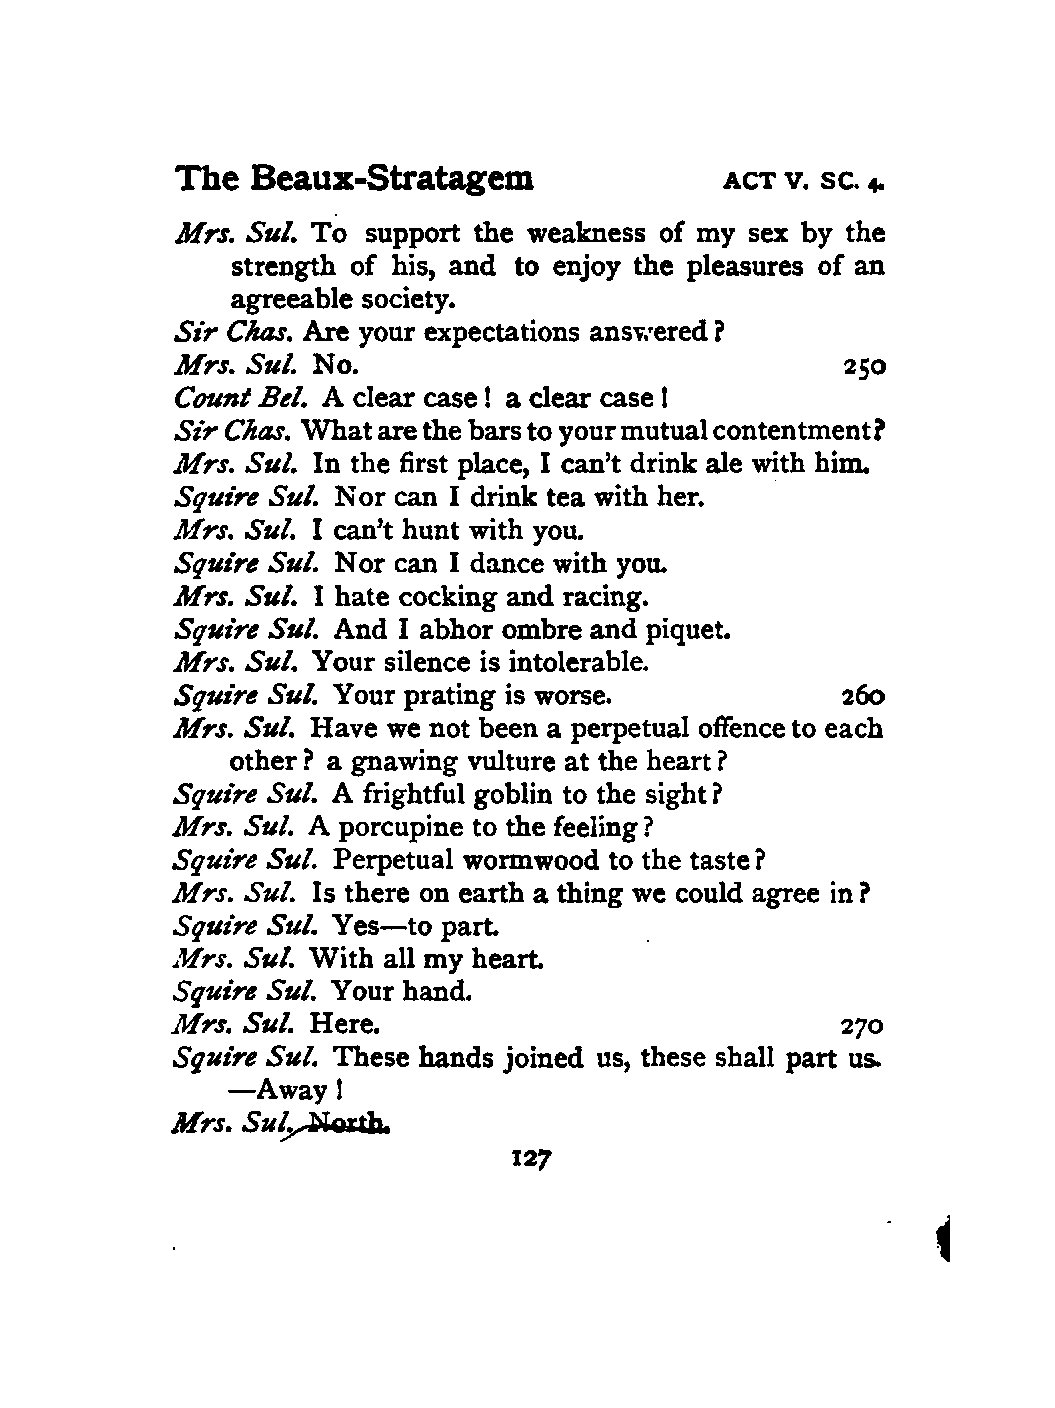 The Beaux-Stratagem ACT V. SC. 4.
Mrs. Sul. To support the weakness of my sex by the
strength of his, and to enjoy the pleasures of an
agreeable society.
Sir Chas. Are your expectations answered?
Mrs. Sul. No. 250
Count Bel. A clear case! a clear case!
Sir Chas. What are the bars to your mutual contentment?
Mrs. Sul. In the first place, I can't drink ale with him.
Squire Sul. Nor can I drink tea with her.
Mrs. Sul. I can't hunt with you.
Squire Sul. Nor can I dance with you.
Mrs. Sul. I hate cocking and racing.
Squire Sul. And I abhor ombre and piquet.
Mrs. Sul. Your silence is intolerable.
Squire Sul. Your prating is worse. 260
Mrs. Sul. Have we not been a perpetual offence to each
other? a gnawing vulture at the heart?
Squire Sul. A frightful goblin to the sight?
Mrs. Sul. A porcupine to the feeling?
Squire Sul. Perpetual wormwood to the taste?
Mrs. Sul. Is there on earth a thing we could agree in?
Squire Sul. Yes—to part.
Mrs. Sul. With all my heart.
Squire Sul. Your hand.
Mrs. Sul. Here. 270
Squire Sul. These hands joined us, these shall part us.
—Away!
Mrs. Sul. North.
127